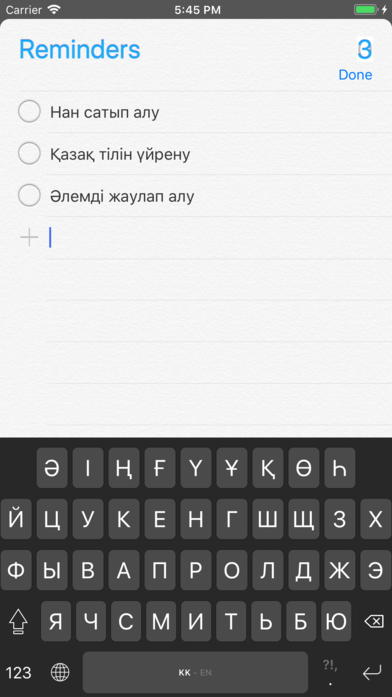 Carrier 5:45 PM
Reminders 3
Done
Нан сатып алу
Қазақ тілін үйрену
Әлемді жаулап алу
Ә І Ң Ғ Ү Ұ Қ Ө Һ
Й Ц У К Е Н Г Ш Щ З Х
Ф Ы В А П Р О Л Д Ж Э
Я Ч С М И Т Ь Б Ю
123 KK - EN ?!, .